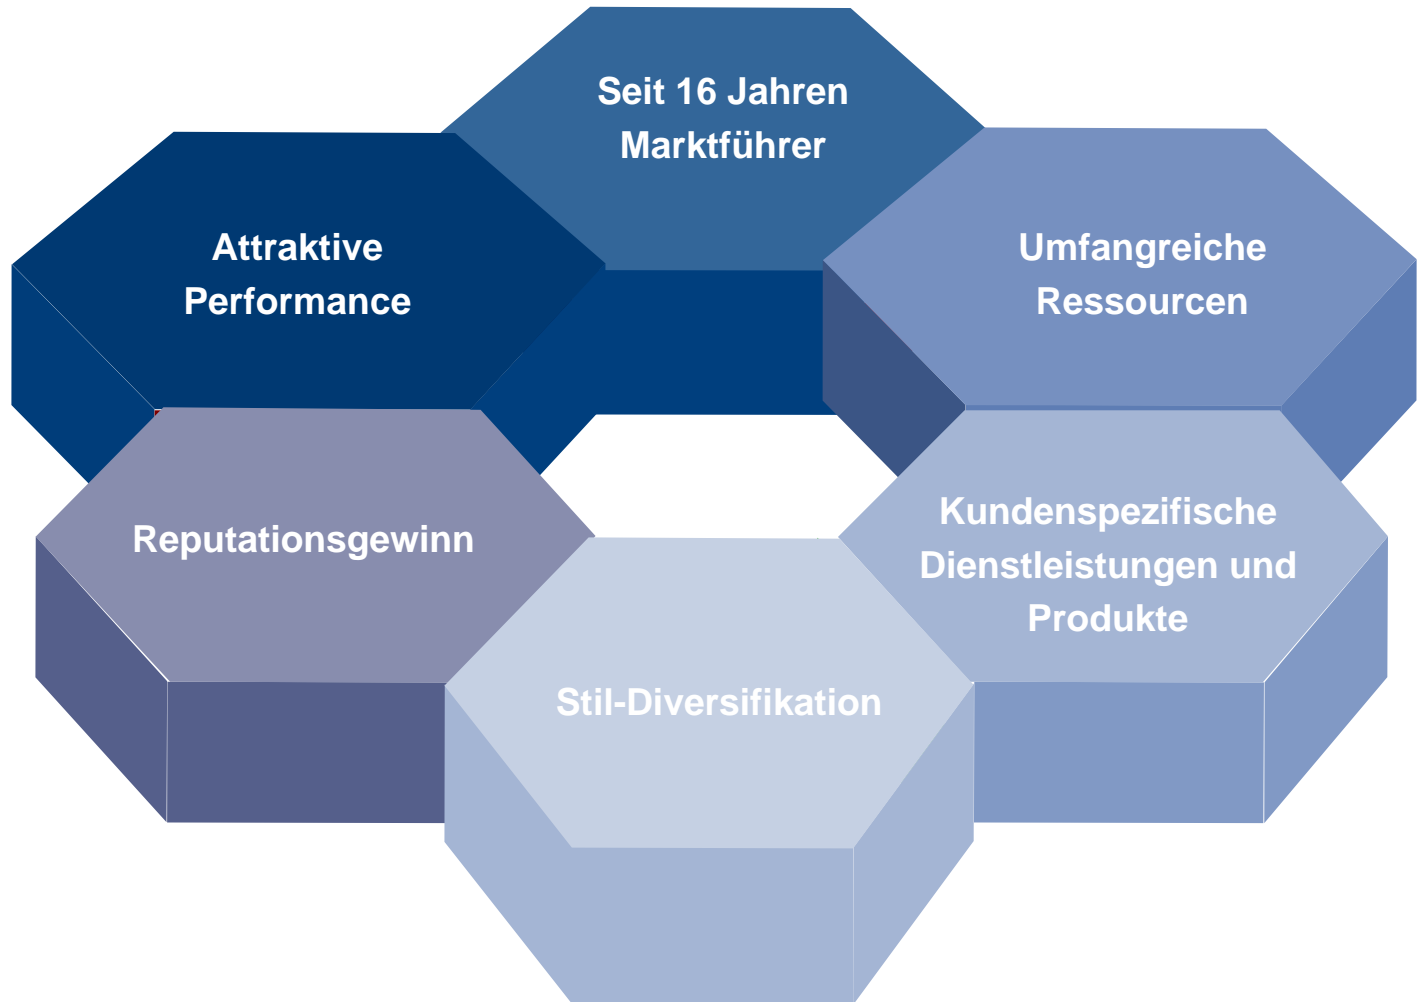 Seit 16 Jahren
Marktführer
Attraktive
Performance
Umfangreiche
Ressourcen
Reputationsgewinn
Kundenspezifische
Dienstleistungen und
Produkte
Stil-Diversifikation